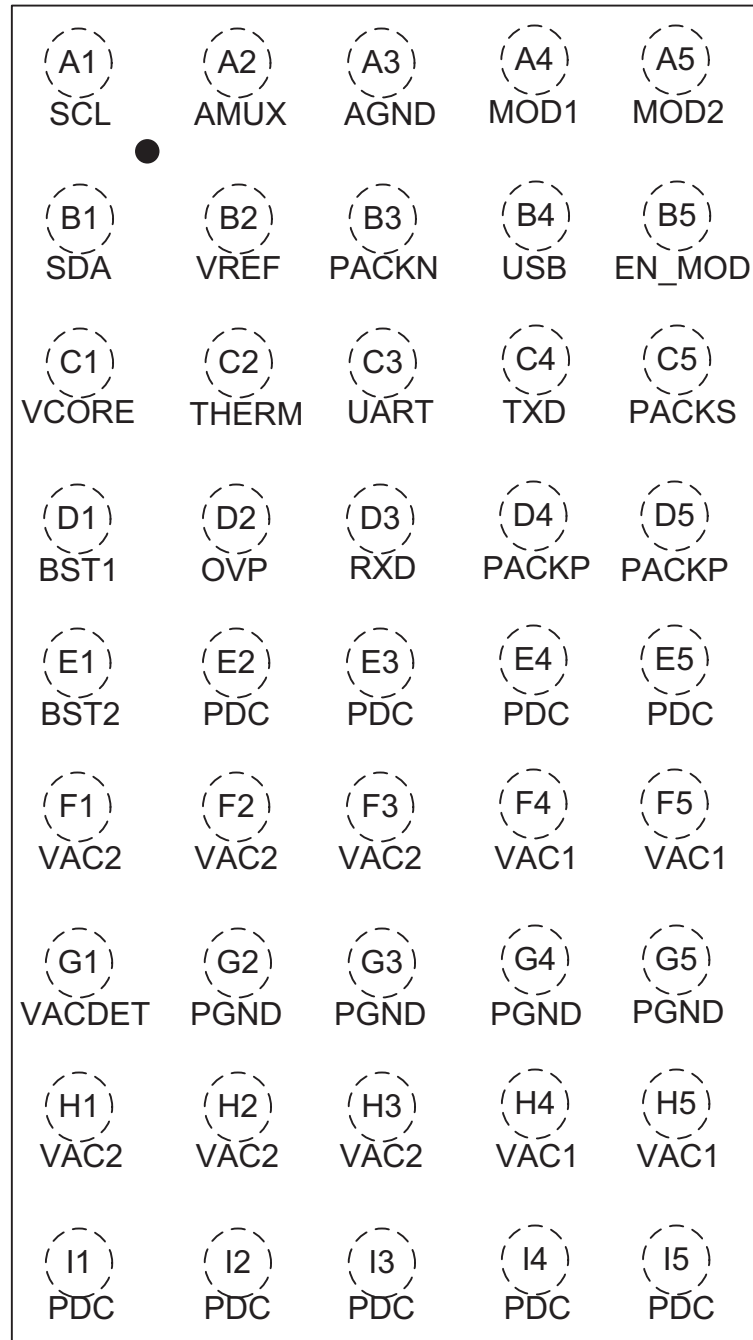 A1 A2 A3 A4 A5
SCL AMUX AGND MOD1 MOD2
B1 B2 B3 B4 B5
SDA VREF PACKN USB EN_MOD
C1 C2 C3 C4 C5
VCORE THERM UART TXD PACKS
D1 D2 D3 D4 D5
BST1 OVP RXD PACKP PACKP
E1 E2 E3 E4 E5
BST2 PDC PDC PDC PDC
F1 F2 F3 F4 F5
VAC2 VAC2 VAC2 VAC1 VAC1
G1 G2 G3 G4 G5
VACDET PGND PGND PGND PGND
H1 H2 H3 H4 H5
VAC2 VAC2 VAC2 VAC1 VAC1
I1 I2 I3 I4 I5
PDC PDC PDC PDC PDC